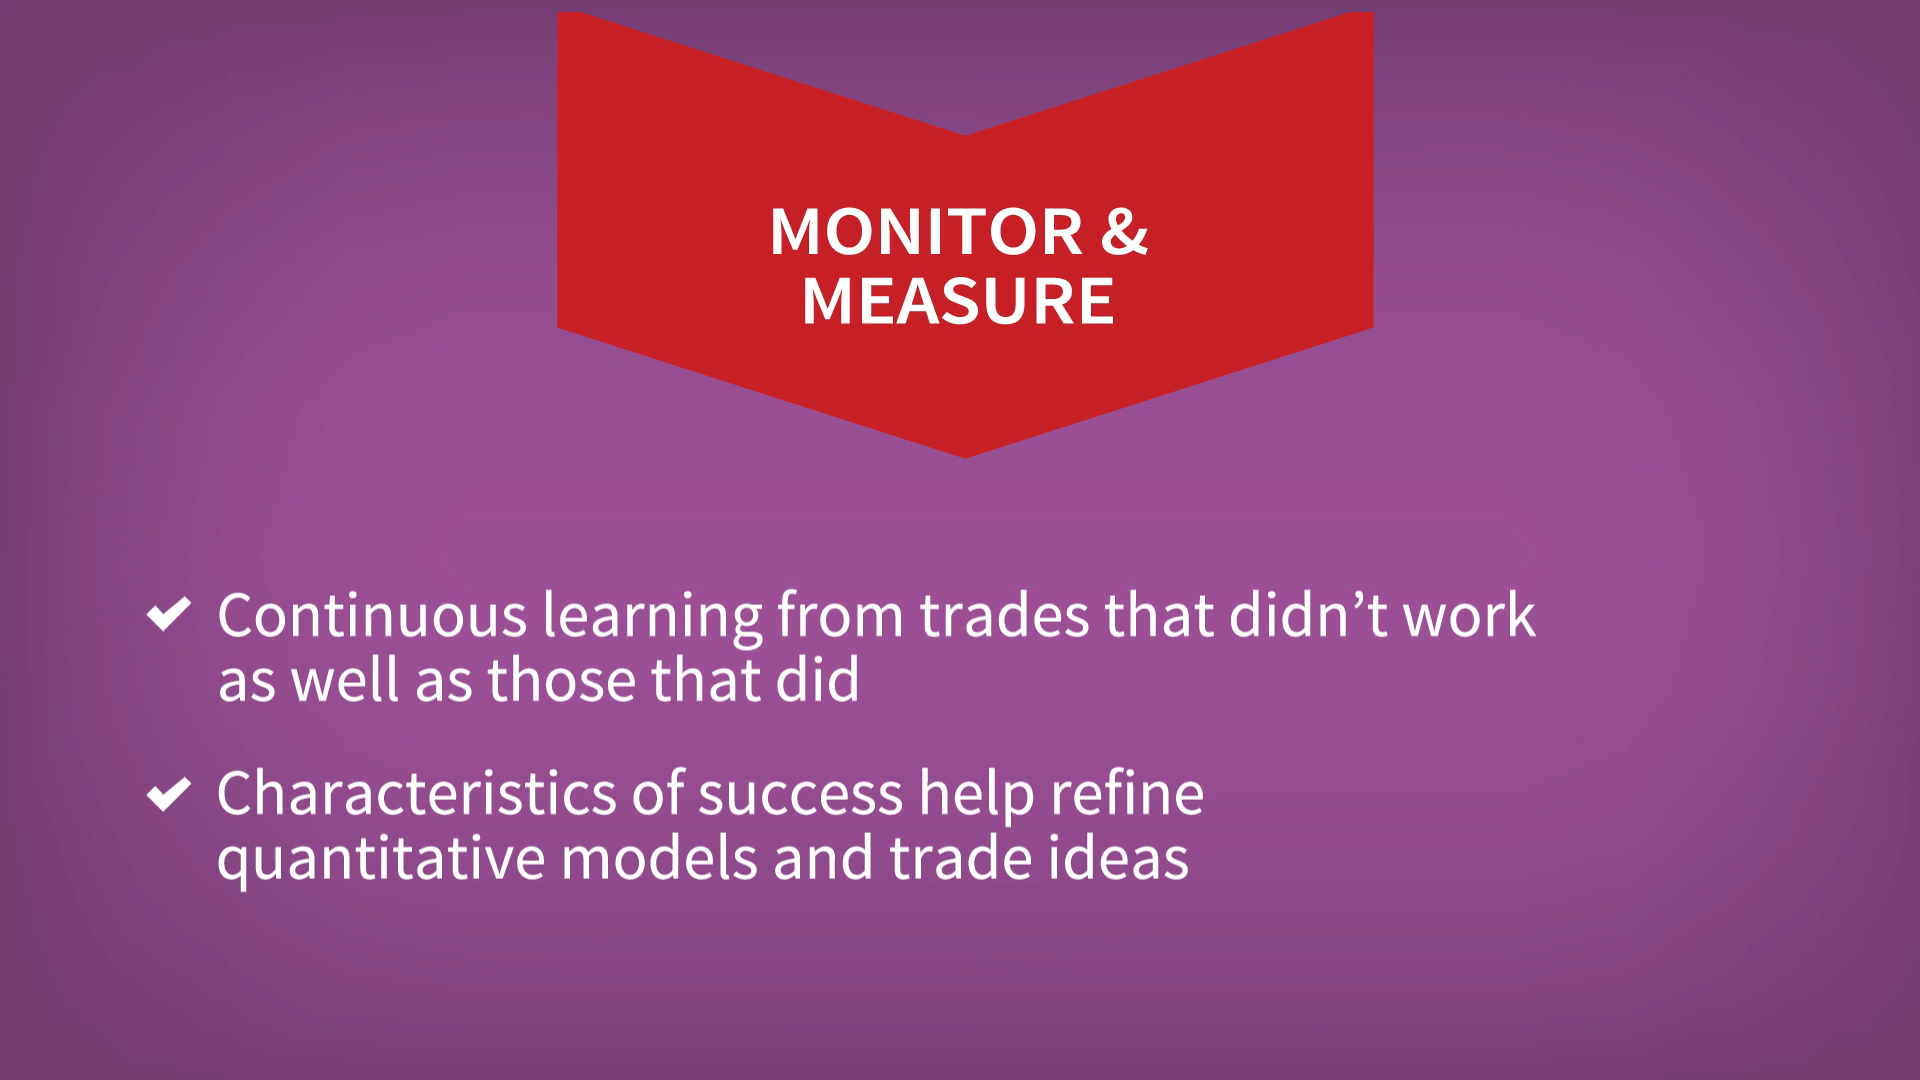 MONITOR &
MEASURE
Continuous learning from trades that didn’t work
as well as those that did
Characteristics of success help refine
quantitative models and trade ideas